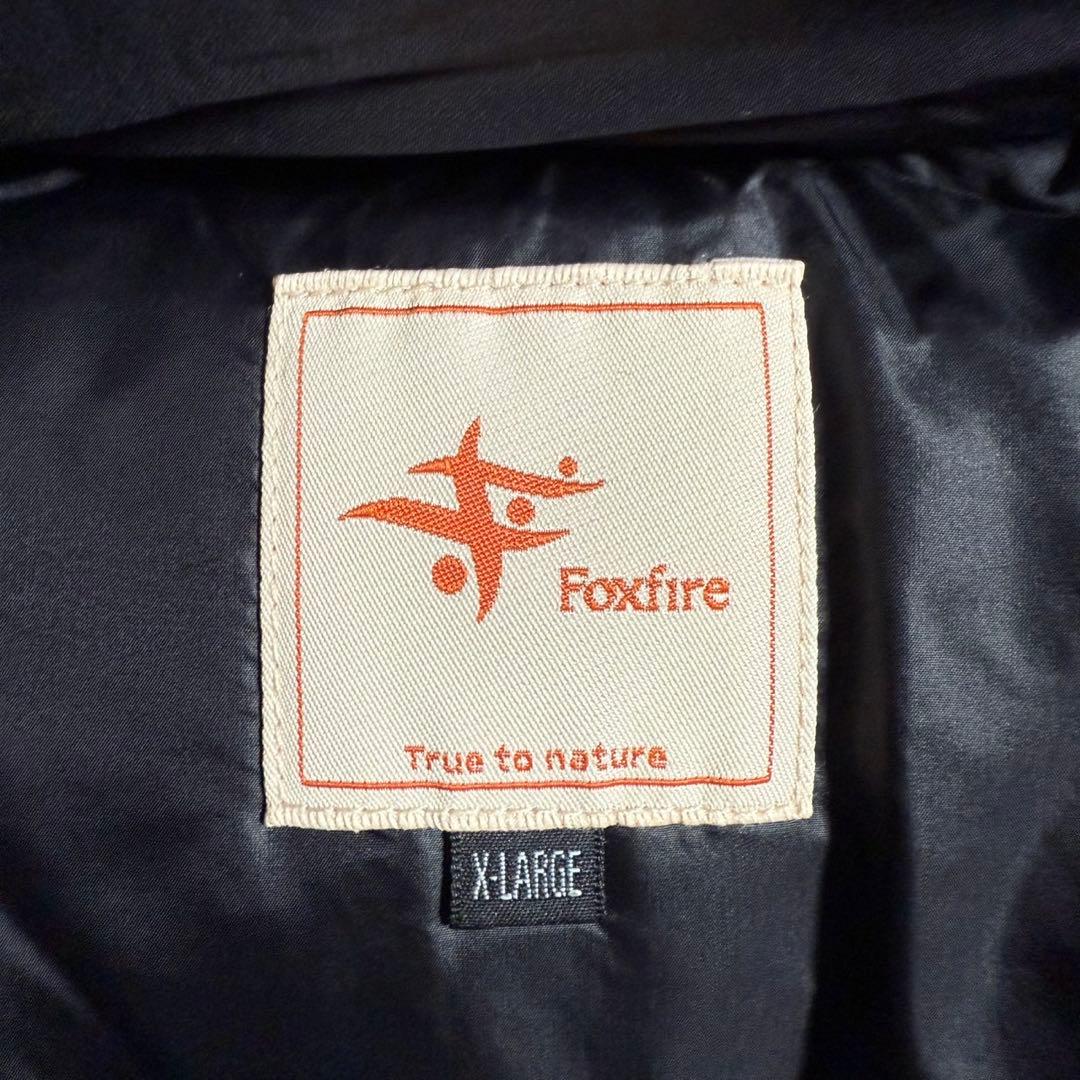 Foxfire
True to nature
X-LARGE